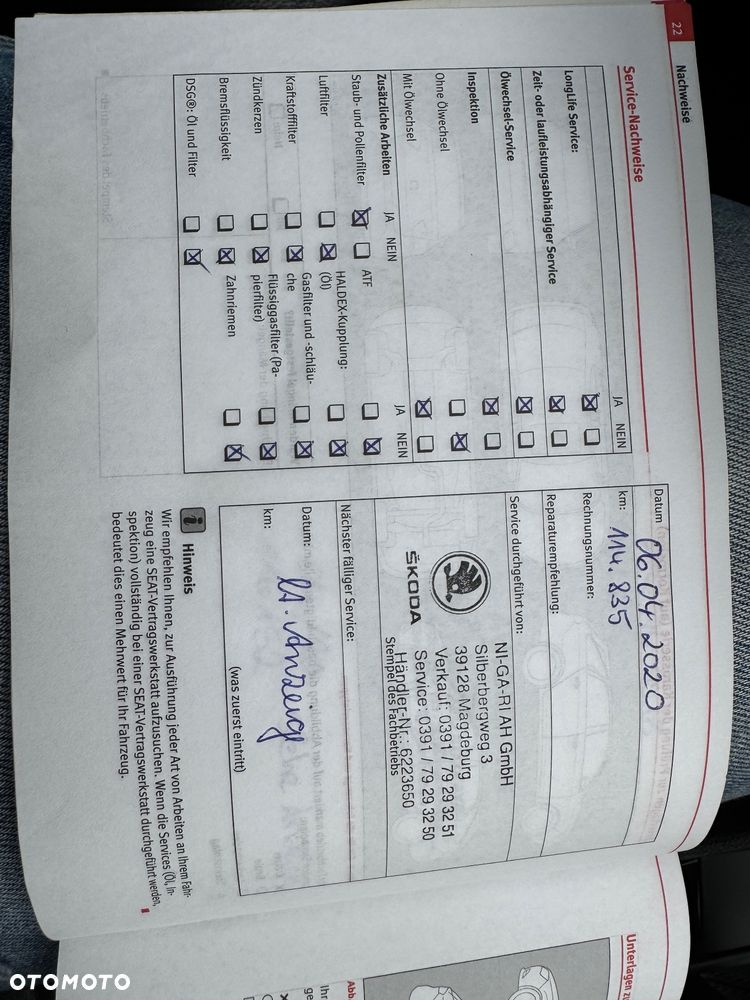 22
Nachweise
Service-Nachweise
JA NEIN
LongLife Service: ☒ ☐
Zeit- oder laufleistungsabhängiger Service ☒ ☐
Ölwechsel-Service ☒ ☐
Inspektion ☒ ☐
Ohne Ölwechsel ☐ ☒
Mit Ölwechsel ☒ ☐
Zusätzliche Arbeiten JA NEIN JA NEIN
Staub- und Pollenfilter ☒ ☐ ATF ☐ ☒
Luftfilter ☐ ☒ HALDEX-Kupplung: (Öl) ☐ ☒
Kraftstofffilter ☐ ☒ Gasfilter und -schläuche ☐ ☒
Zündkerzen ☐ ☒ Flüssiggasfilter (Papierfilter) ☐ ☒
Bremsflüssigkeit ☐ ☒ Zahnriemen ☐ ☒
DSG®: Öl und Filter ☐ ☒
Datum 06.04.2020
km: 114.835
Rechnungsnummer:
Reparaturempfehlung:
Service durchgeführt von:
ŠKODA
NI-GA-RI AH GmbH
Silberbergweg 3
39128 Magdeburg
Verkauf: 0391 / 79 29 32 51
Service: 0391 / 79 29 32 50
Händler-Nr.: 6223650
Stempel des Fachbetriebs
Nächster fälliger Service:
Datum: lt. Anzeige
km:
(was zuerst eintritt)
Hinweis
Wir empfehlen Ihnen, zur Ausführung jeder Art von Arbeiten an Ihrem Fahr-
zeug eine SEAT-Vertragswerkstatt aufzusuchen. Wenn die Services (Öl, In-
spektion) vollständig bei einer SEAT-Vertragswerkstatt durchgeführt werden,
bedeutet dies einen Mehrwert für Ihr Fahrzeug.
Unterlagen
Abb.
OTOMOTO